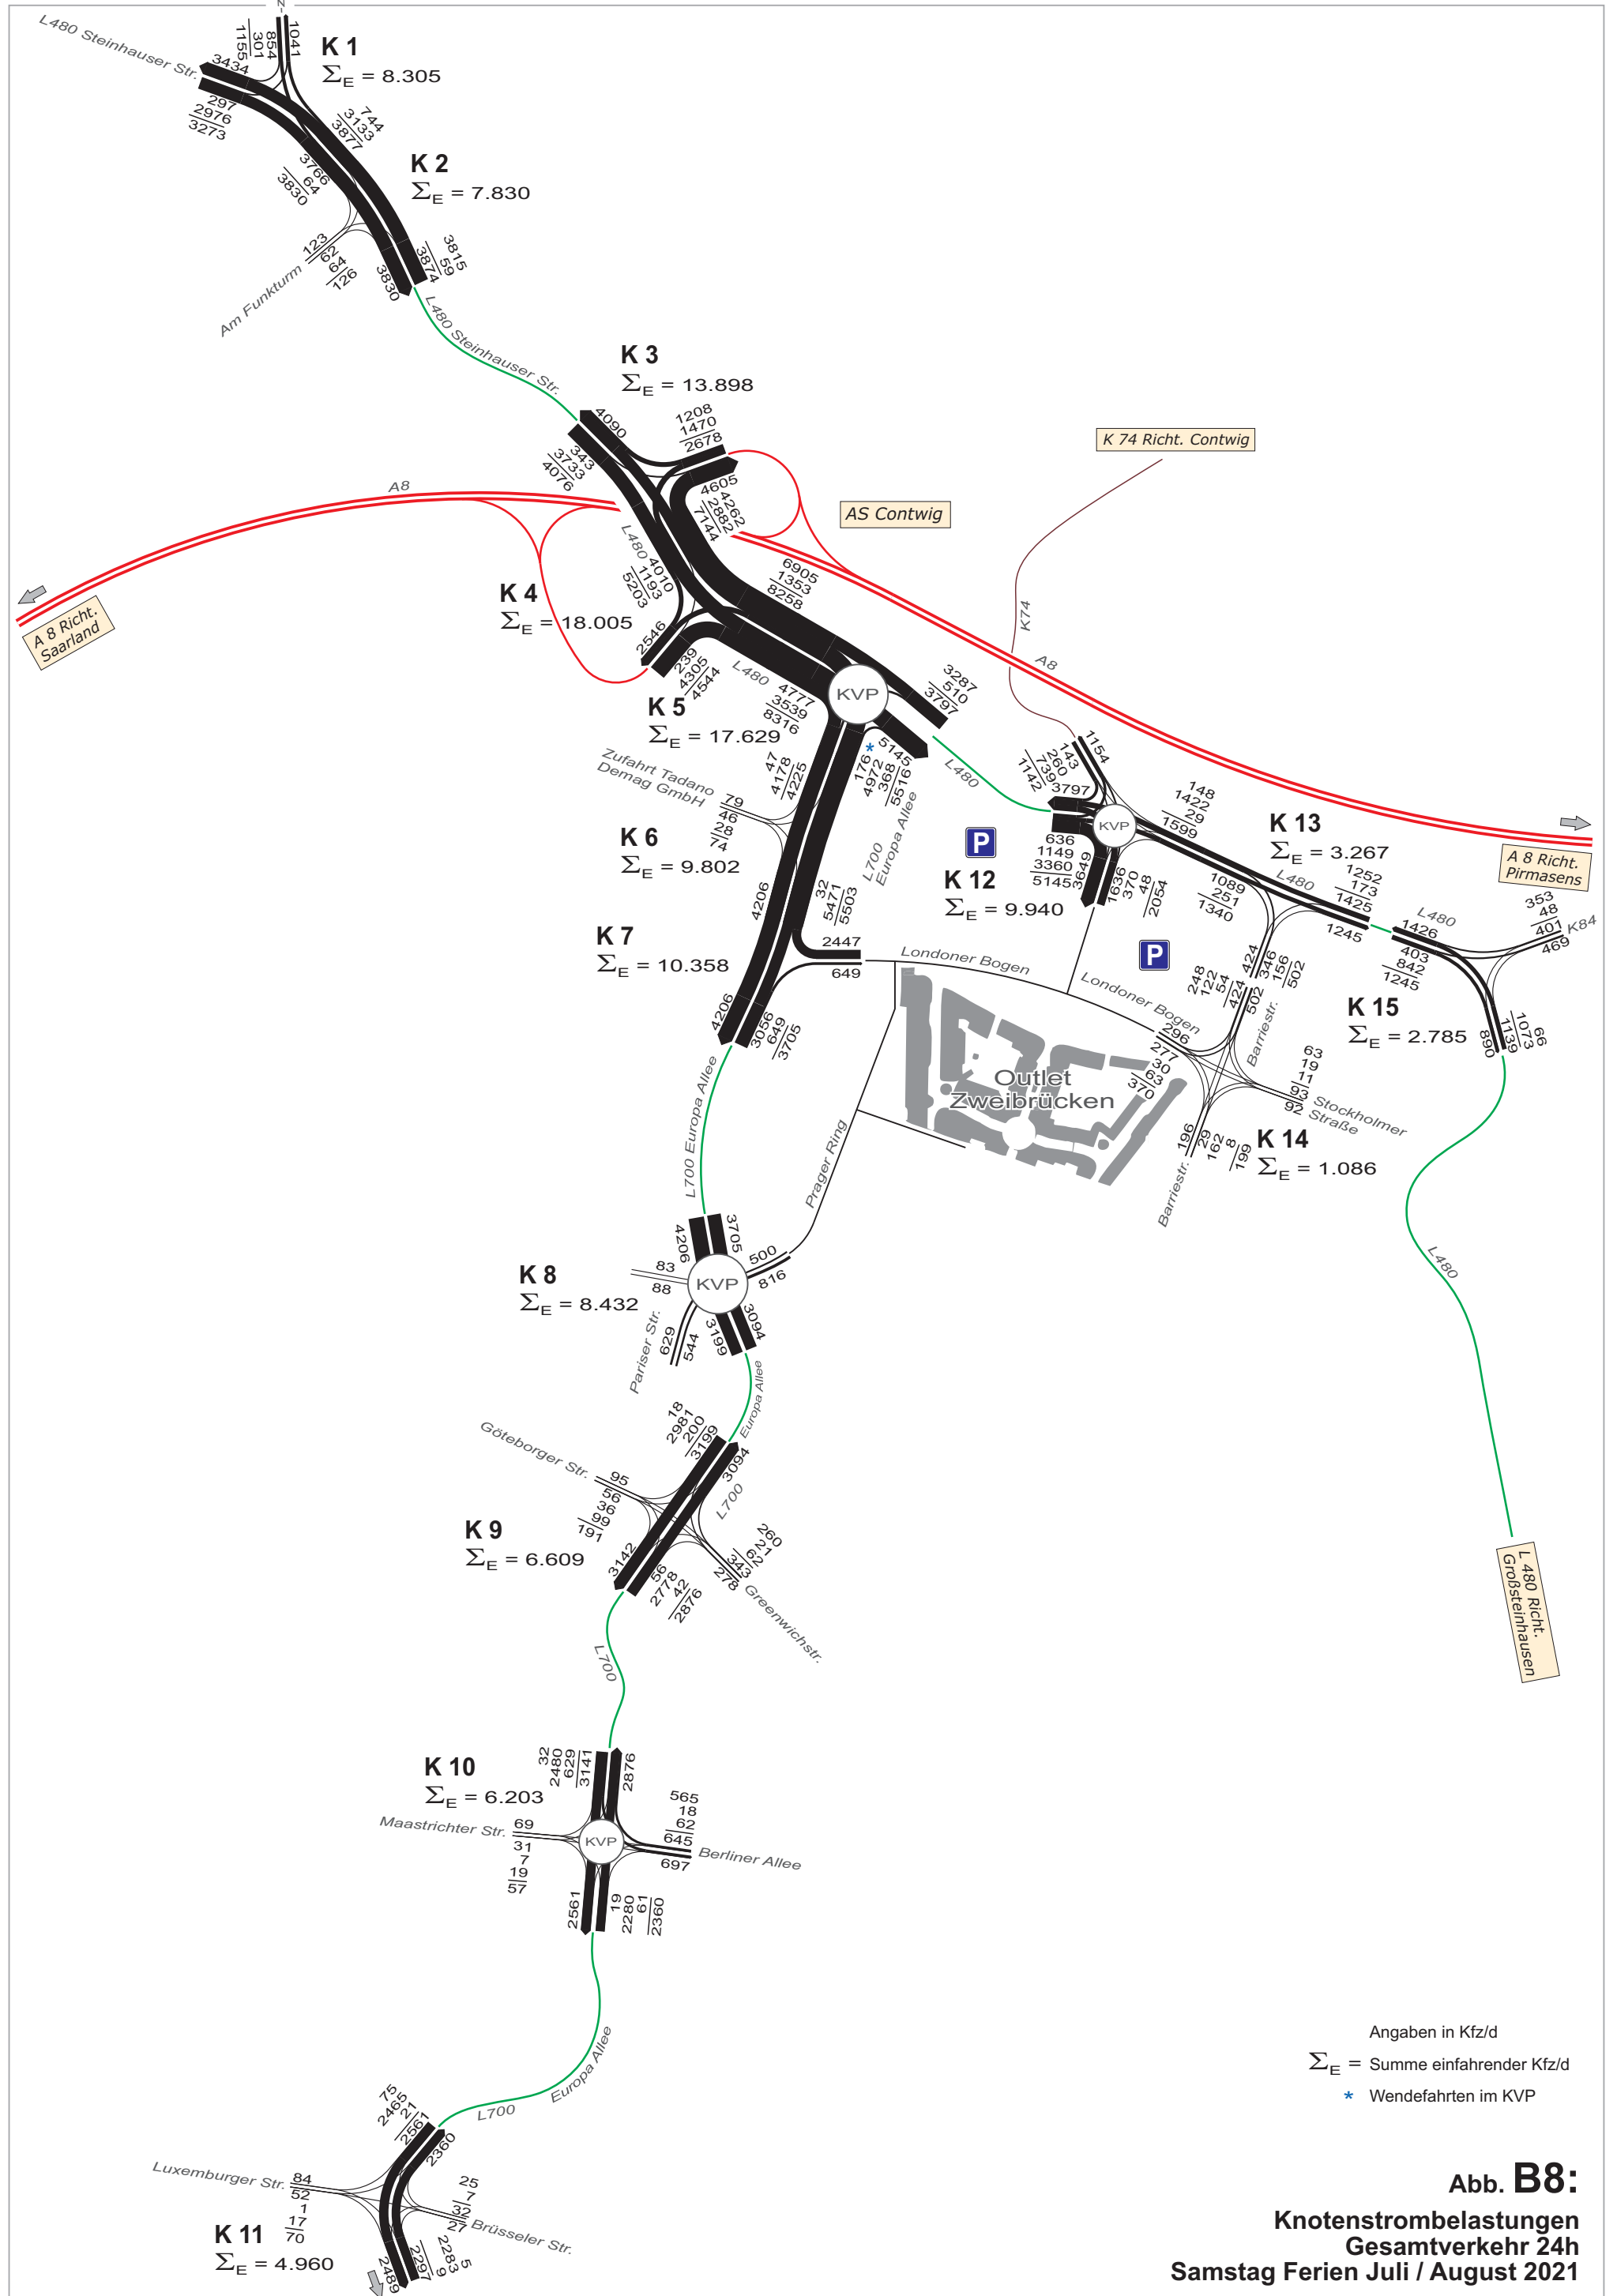 L480 Steinhauser Str.
1155
301
854
1041
K 1
ΣE = 8.305
3434
297
2976
3273
744
3133
3877
K 2
ΣE = 7.830
3766
64
3830
123
62
64
126
Am Funkturm
3830
3815
59
3874
L480 Steinhauser Str.
K 3
ΣE = 13.898
4090
343
3733
4076
1208
1470
2678
4605
4262
2882
7144
K 74 Richt. Contwig
AS Contwig
A8
A 8 Richt.
Saarland
L480
4010
1193
5203
K 4
ΣE = 18.005
2546
239
4305
4544
6905
1353
8258
K74
A8
KVP
3287
510
3797
L480
4777
3539
8316
K 5
ΣE = 17.629
5145
* 176
4972
368
5516
L480
Zufahrt Tadano
Demag GmbH
47
4178
4225
79
46
28
74
K 6
ΣE = 9.802
L700
Europa Allee
4206
32
5471
5503
K 7
ΣE = 10.358
2447
649
4206
3056
649
3705
1154
143
260
739
1142
3797
KVP
636
1149
3360
5145
3649
1636
370
48
2054
K 12
ΣE = 9.940
P
P
148
1422
29
1599
K 13
ΣE = 3.267
1089
251
1340
L480
1252
173
1425
1245
424
346
156
502
A 8 Richt.
Pirmasens
L480
1426
403
842
1245
353
48
401
469
K84
K 15
ΣE = 2.785
890
1139
1073
66
Londoner Bogen
Londoner Bogen
248
122
54
424
502
Barriestr.
296
277
30
63
370
63
19
11
93
92
Stockholmer
Straße
196
29
162
8
199
K 14
ΣE = 1.086
Barriestr.
Outlet
Zweibrücken
L700 Europa Allee
Prager Ring
L480
L 480 Richt.
Großsteinhausen
4206
3705
500
816
83
88
KVP
K 8
ΣE = 8.432
Pariser Str.
629
544
3199
3094
Europa Allee
18
2981
200
3199
3094
L700
Göteborger Str.
95
56
36
99
191
K 9
ΣE = 6.609
3142
56
2778
42
2876
260
21
62
343
278
Greenwichstr.
L700
K 10
ΣE = 6.203
32
2480
629
3141
2876
Maastrichter Str.
69
31
7
19
57
KVP
565
18
62
645
697
Berliner Allee
2561
19
2280
61
2360
Europa Allee
L700
75
2465
21
2561
2360
Luxemburger Str.
84
52
1
17
70
K 11
ΣE = 4.960
25
7
32
27
Brüsseler Str.
2489
2297
9
2283
5
Angaben in Kfz/d
ΣE = Summe einfahrender Kfz/d
* Wendefahrten im KVP
Abb. B8:
Knotenstrombelastungen
Gesamtverkehr 24h
Samstag Ferien Juli / August 2021